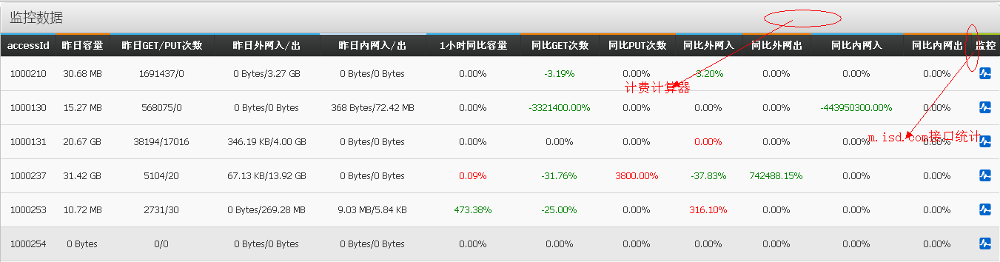 监控数据
accessId 昨日容量 昨日GET/PUT次数 昨日外网入/出 昨日内网入/出 1小时同比容量 同比GET次数 同比PUT次数 同比外网入 同比外网出 同比内网入 同比内网出 监控
1000210 30.68 MB 1691437/0 0 Bytes/3.27 GB 0 Bytes/0 Bytes 0.00% -3.19% 0.00% -3.20% 0.00% 0.00% 0.00%
计费计算器
1000130 15.27 MB 568075/0 0 Bytes/0 Bytes 368 Bytes/72.42 MB 0.00% -3321400.00% 0.00% 0.00% 0.00% -443950300.00% 0.00%
m.isd.com接口统计
1000131 20.67 GB 38194/17016 346.19 KB/4.00 GB 0 Bytes/0 Bytes 0.00% 0.00% 0.00% 0.00% 0.00% 0.00% 0.00%
1000237 31.42 GB 5104/20 67.13 KB/13.92 GB 0 Bytes/0 Bytes 0.09% -31.76% 3800.00% -37.83% 742488.15% 0.00% 0.00%
1000253 10.72 MB 2731/30 0 Bytes/269.28 MB 9.03 MB/5.84 KB 473.38% -25.00% 0.00% 316.10% 0.00% 0.00% 0.00%
1000254 0 Bytes 0/0 0 Bytes/0 Bytes 0 Bytes/0 Bytes 0.00% 0.00% 0.00% 0.00% 0.00% 0.00% 0.00%